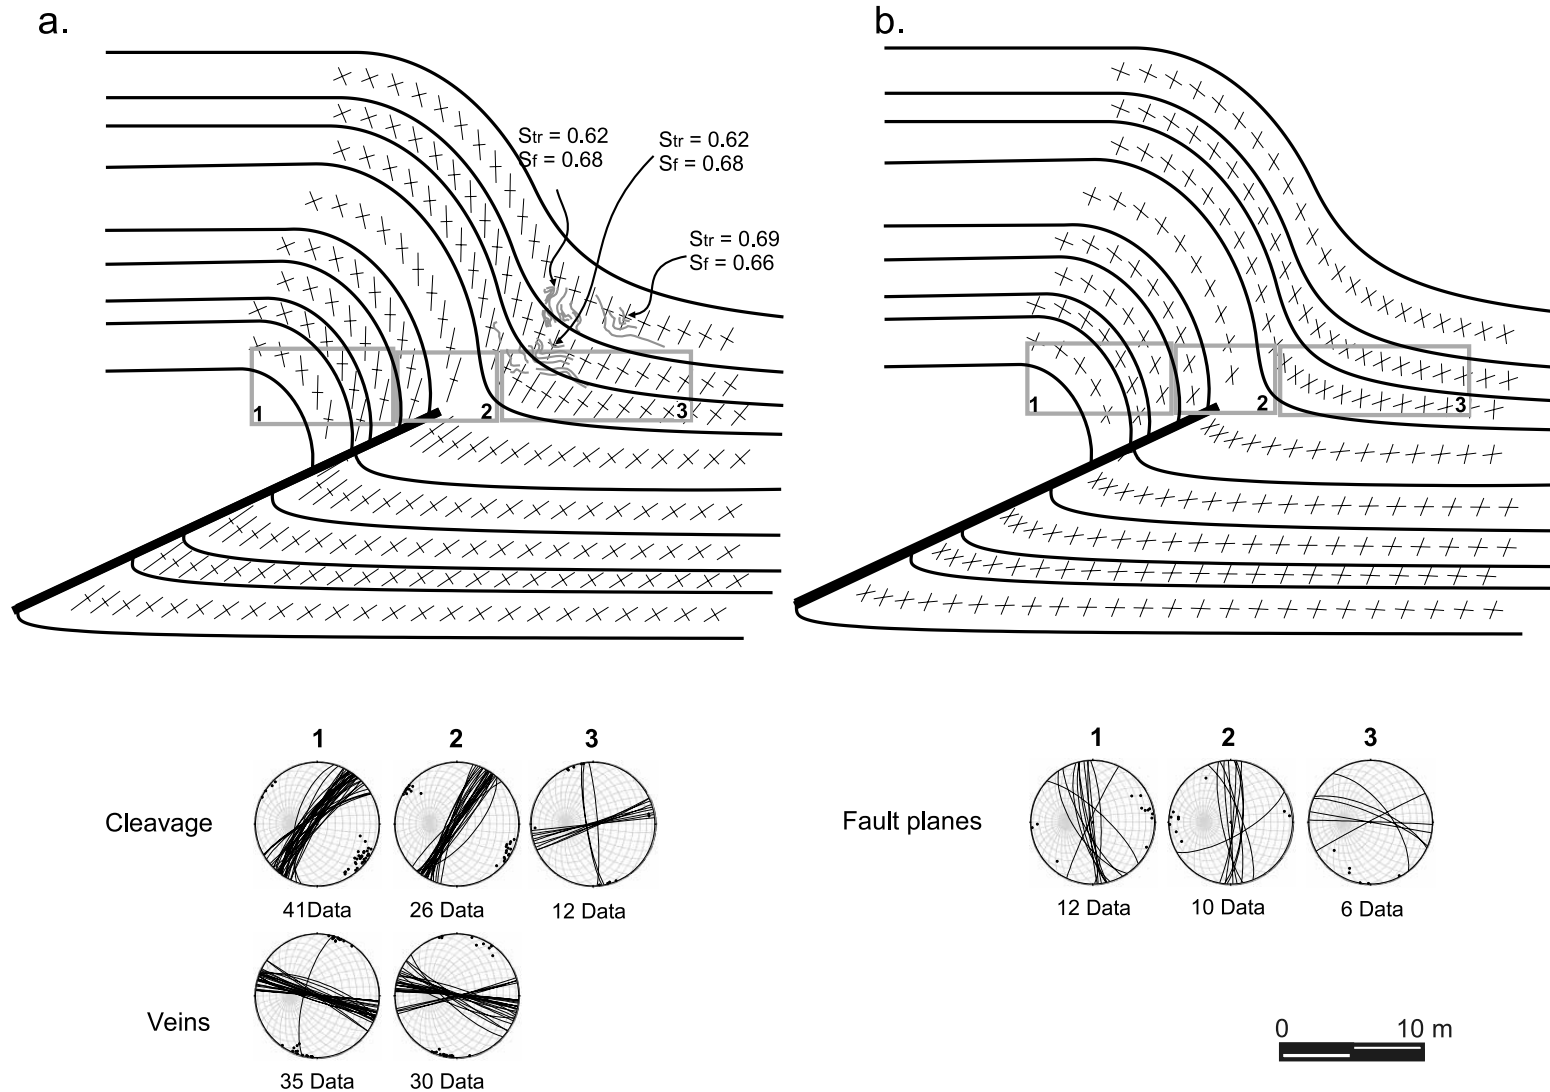 a.
b.
Str = 0.62
Sf = 0.68
Str = 0.62
Sf = 0.68
Str = 0.69
Sf = 0.66
1
2
3
1
2
3
1 2 3
1 2 3
Cleavage
Fault planes
41Data 26 Data 12 Data
12 Data 10 Data 6 Data
Veins
35 Data 30 Data
0 10 m